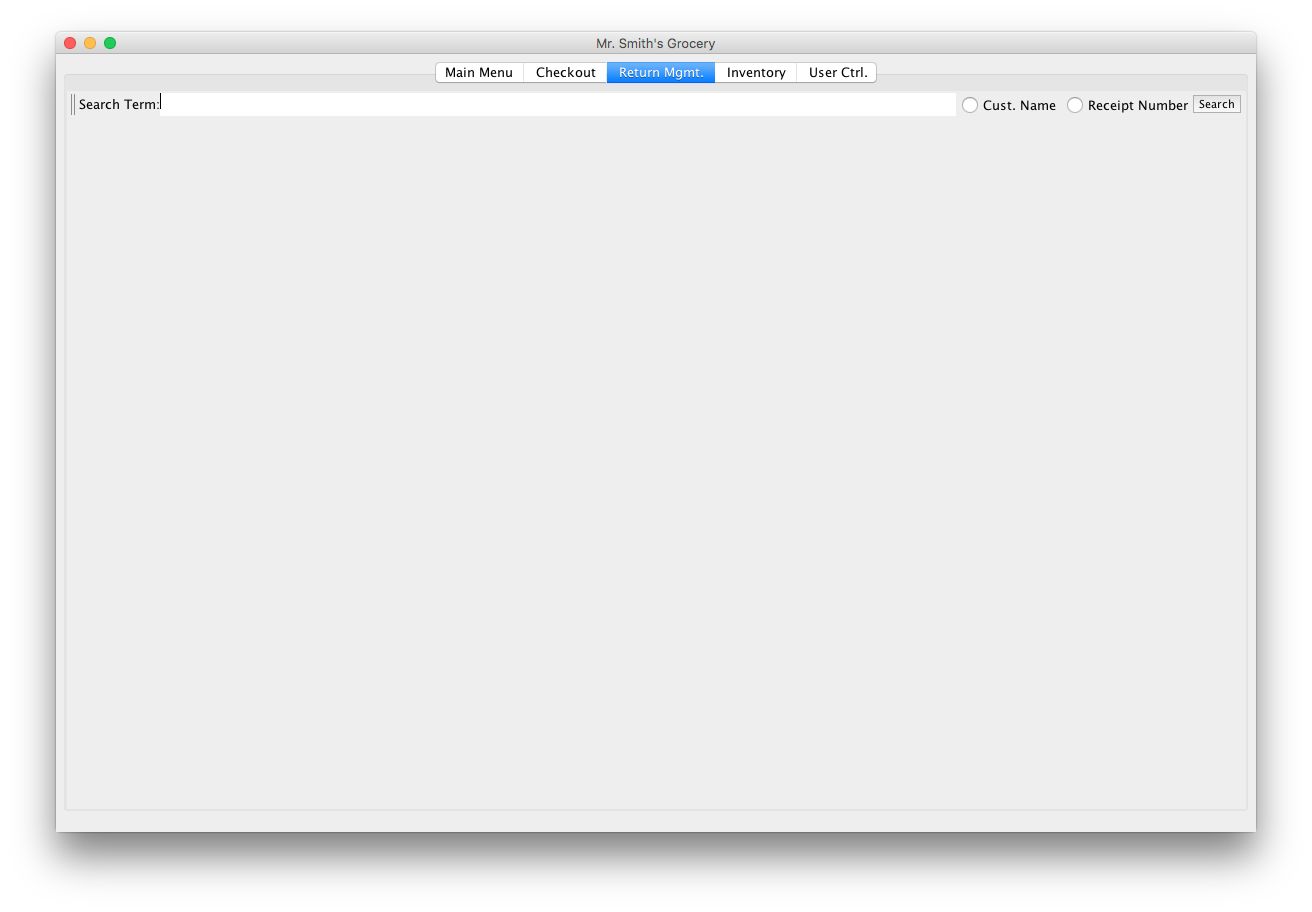 Mr. Smith's Grocery
Main Menu Checkout Return Mgmt. Inventory User Ctrl.
Search Term: Cust. Name Receipt Number Search